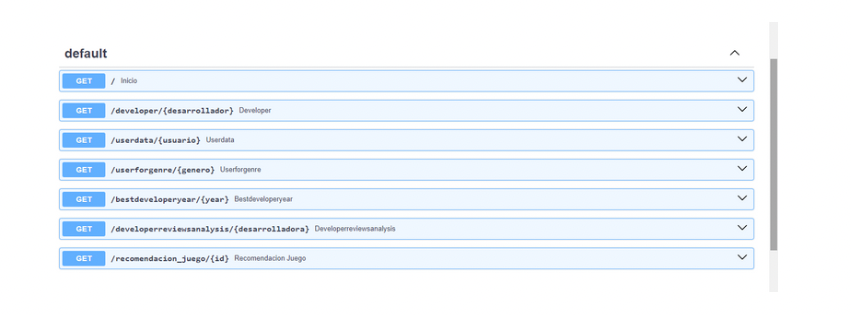 default
GET / Inicio
GET /developer/{desarrollador} Developer
GET /userdata/{usuario} Userdata
GET /userforgenre/{genero} Userforgenre
GET /bestdeveloperyear/{year} Bestdeveloperyear
GET /developerreviewsanalysis/{desarrolladora} Developerreviewsanalysis
GET /recomendacion_juego/{id} Recomendacion Juego